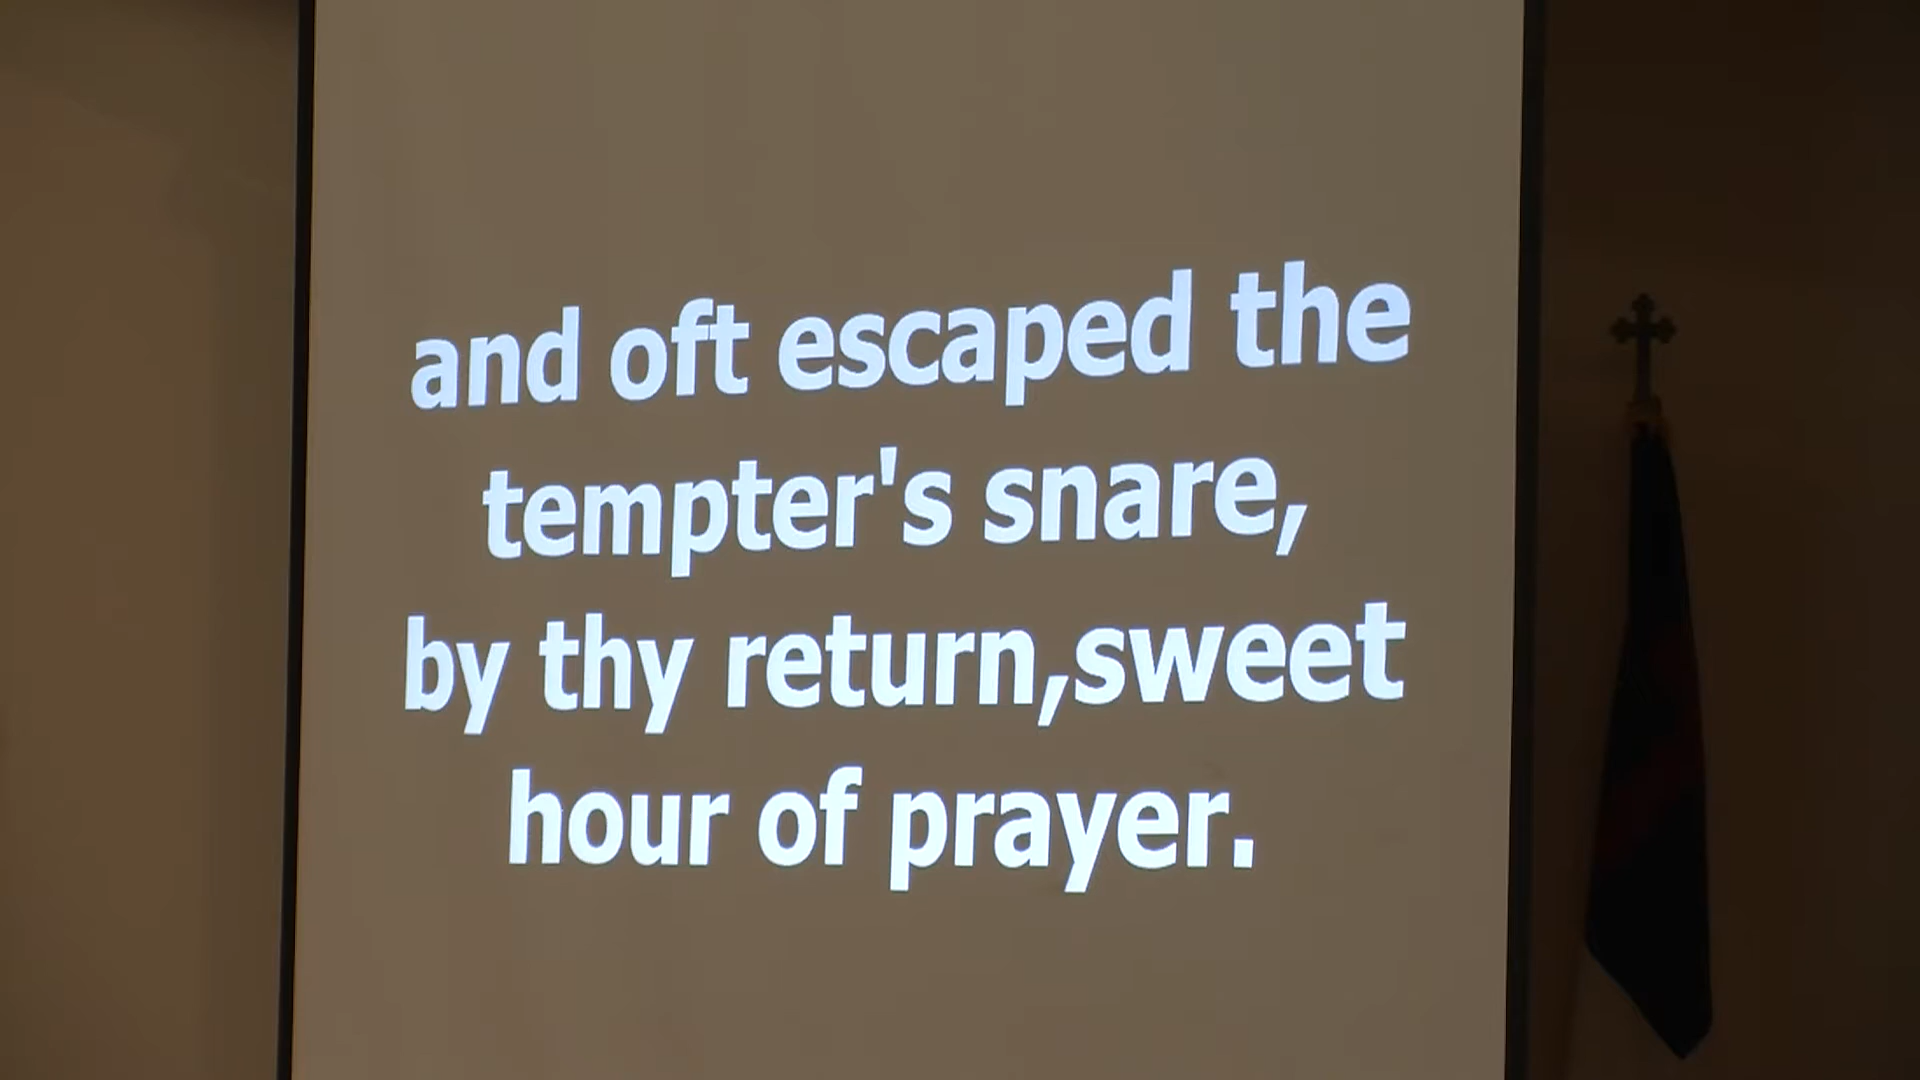 and oft escaped the
tempter's snare,
by thy return,sweet
hour of prayer.